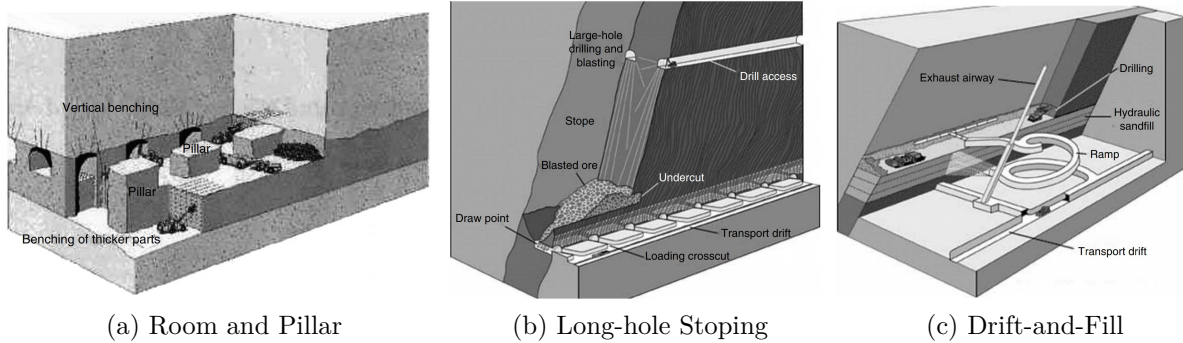 Vertical benching
Pillar
Pillar
Benching of thicker parts
(a) Room and Pillar
Large-hole
drilling and
blasting
Drill access
Stope
Blasted ore
Undercut
Draw point
Transport drift
Loading crosscut
(b) Long-hole Stoping
Exhaust airway
Drilling
Hydraulic
sandfill
Ramp
Transport drift
(c) Drift-and-Fill